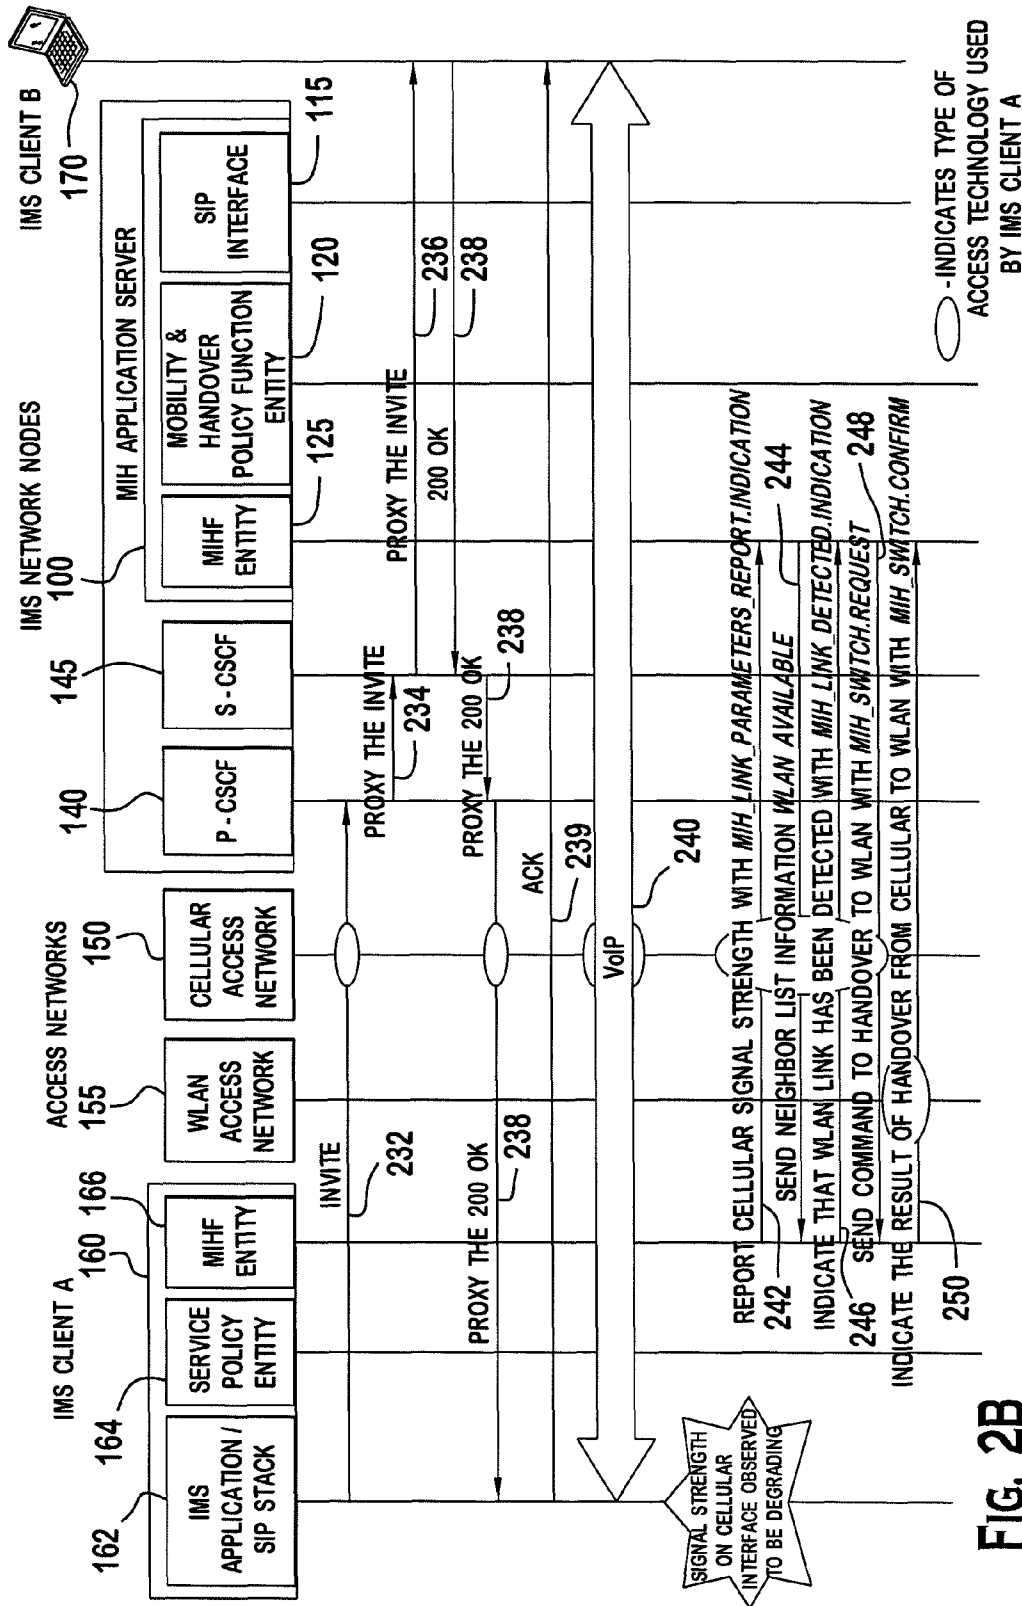 IMS CLIENT A
160
166
164
162
IMS
APPLICATION /
SIP STACK
SERVICE
POLICY
ENTITY
MIHF
ENTITY
ACCESS NETWORKS
155
150
WLAN
ACCESS
NETWORK
CELLULAR
ACCESS
NETWORK
IMS NETWORK NODES
140
145
100
P-CSCF
S-CSCF
MIH APPLICATION SERVER
MIHF
ENTITY
125
MOBILITY &
HANDOVER
POLICY FUNCTION
ENTITY
120
SIP
INTERFACE
115
IMS CLIENT B
170
INVITE
232
PROXY THE INVITE
234
PROXY THE INVITE
236
200 OK
238
PROXY THE 200 OK
238
PROXY THE 200 OK
238
ACK
239
VoIP
240
SIGNAL STRENGTH
ON CELLULAR
INTERFACE OBSERVED
TO BE DEGRADING
REPORT CELLULAR SIGNAL STRENGTH WITH MIH_LINK_PARAMETERS_REPORT.INDICATION
242
SEND NEIGHBOR LIST INFORMATION WLAN AVAILABLE
244
INDICATE THAT WLAN LINK HAS BEEN DETECTED WITH MIH_LINK_DETECTED.INDICATION
246
SEND COMMAND TO HANDOVER TO WLAN WITH MIH_SWITCH.REQUEST
248
INDICATE THE RESULT OF HANDOVER FROM CELLULAR TO WLAN WITH MIH_SWITCH.CONFIRM
250
-INDICATES TYPE OF
ACCESS TECHNOLOGY USED
BY IMS CLIENT A
FIG. 2B